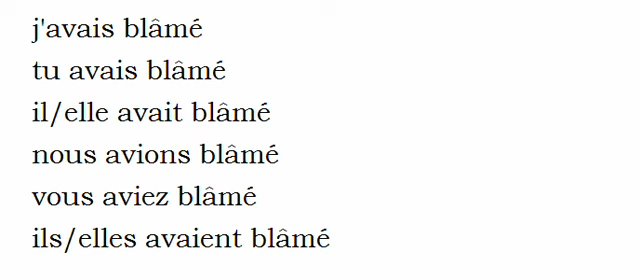 j'avais blâmé
tu avais blâmé
il/elle avait blâmé
nous avions blâmé
vous aviez blâmé
ils/elles avaient blâmé